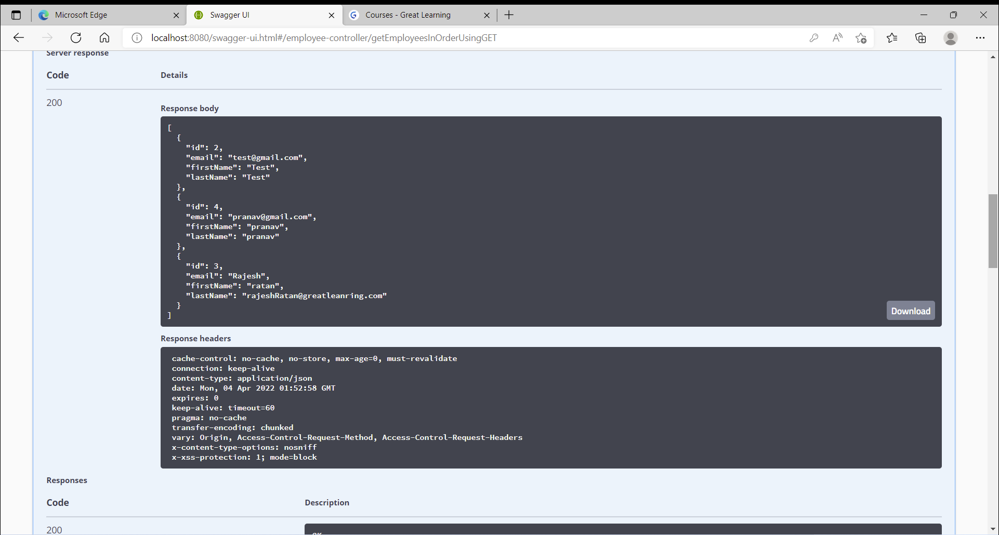 Microsoft Edge
Swagger UI
Courses - Great Learning
localhost:8080/swagger-ui.html#/employee-controller/getEmployeesInOrderUsingGET
Server response
Code Details
200
Response body
[
  {
    "id": 2,
    "email": "test@gmail.com",
    "firstName": "Test",
    "lastName": "Test"
  },
  {
    "id": 4,
    "email": "pranav@gmail.com",
    "firstName": "pranav",
    "lastName": "pranav"
  },
  {
    "id": 3,
    "email": "Rajesh",
    "firstName": "ratan",
    "lastName": "rajeshRatan@greatleanring.com"
  }
]
Download
Response headers
cache-control: no-cache, no-store, max-age=0, must-revalidate
connection: keep-alive
content-type: application/json
date: Mon, 04 Apr 2022 01:52:58 GMT
expires: 0
keep-alive: timeout=60
pragma: no-cache
transfer-encoding: chunked
vary: Origin, Access-Control-Request-Method, Access-Control-Request-Headers
x-content-type-options: nosniff
x-xss-protection: 1; mode=block
Responses
Code Description
200